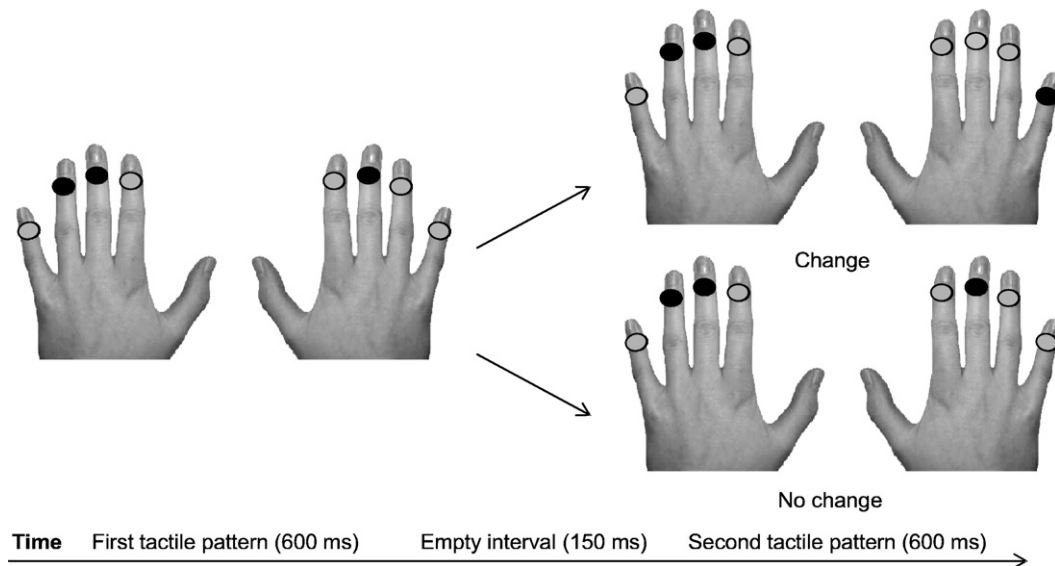 Change
No change
Time First tactile pattern (600 ms) Empty interval (150 ms) Second tactile pattern (600 ms)